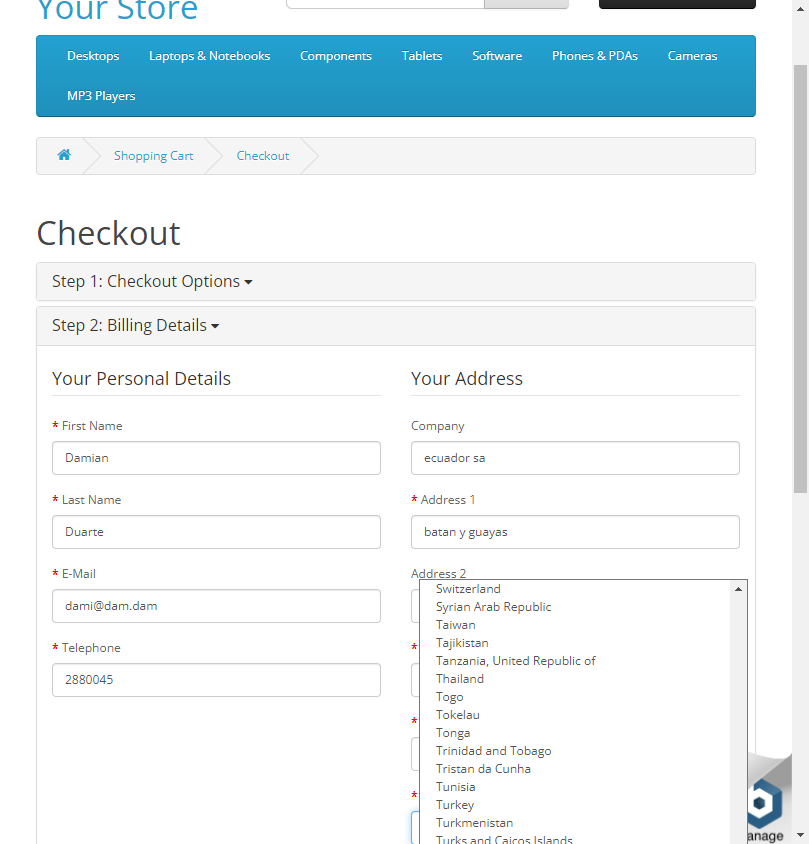 Your Store
Desktops
Laptops & Notebooks
Components
Tablets
Software
Phones & PDAs
Cameras
MP3 Players
Shopping Cart
Checkout
Checkout
Step 1: Checkout Options
Step 2: Billing Details
Your Personal Details
* First Name
Damian
* Last Name
Duarte
* E-Mail
dami@dam.dam
* Telephone
2880045
Your Address
Company
ecuador sa
* Address 1
batan y guayas
Address 2
*
*
*
Switzerland
Syrian Arab Republic
Taiwan
Tajikistan
Tanzania, United Republic of
Thailand
Togo
Tokelau
Tonga
Trinidad and Tobago
Tristan da Cunha
Tunisia
Turkey
Turkmenistan
Turks and Caicos Islands
anage